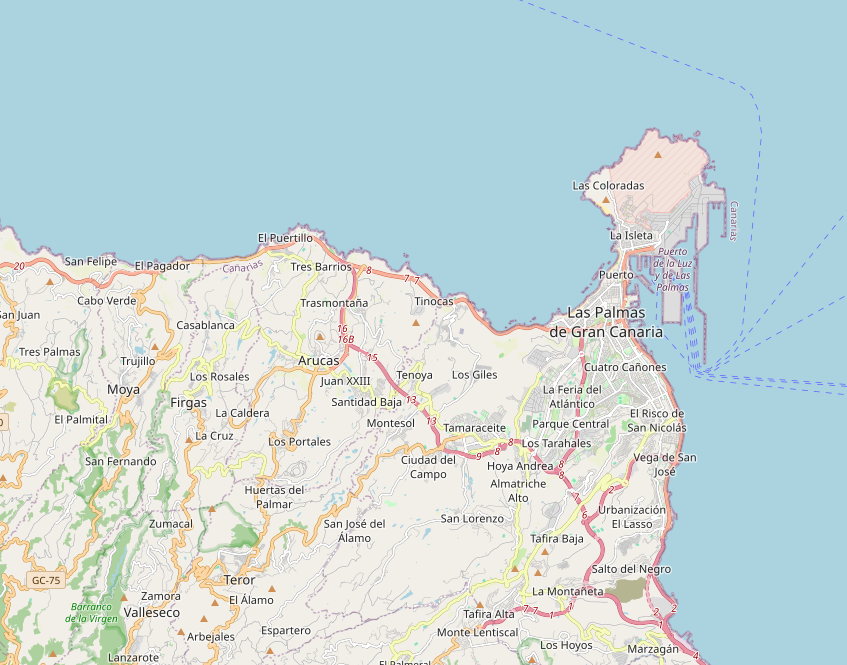 Las Coloradas
Canarias
La Isleta
El Puertillo
Puerto
de la Luz
y de Las
Palmas
San Felipe
El Pagador
Canarias
Tres Barrios
8
7
7
Puerto
20
Cabo Verde
Trasmontaña
Tinocas
San Juan
Las Palmas
de Gran Canaria
Casablanca
16
16B
Tres Palmas
Trujillo
Arucas
15
Cuatro Cañones
Los Rosales
Juan XXIII
Tenoya
Los Giles
Moya
La Feria del
Atlántico
Firgas
Santidad Baja
13
La Caldera
El Risco de
San Nicolás
El Palmital
Montesol
13
Tamaraceite
Parque Central
La Cruz
Los Portales
9
8
8
Los Tarahales
San Fernando
Ciudad del
Campo
Hoya Andrea
8
Vega de San
José
Huertas del
Palmar
Almatriche
Alto
7
2
6
Zumacal
San José del
Álamo
San Lorenzo
Urbanización
El Lasso
Tafira Baja
GC-75
Teror
Salto del Negro
Zamora
El Álamo
La Montañeta
Barranco
de la Virgen
Valleseco
Tafira Alta
7
7
1
1
2
2
1
Arbejales
Espartero
Monte Lentiscal
Los Hoyos
Marzagán
Lanzarote
El Palmeral
4